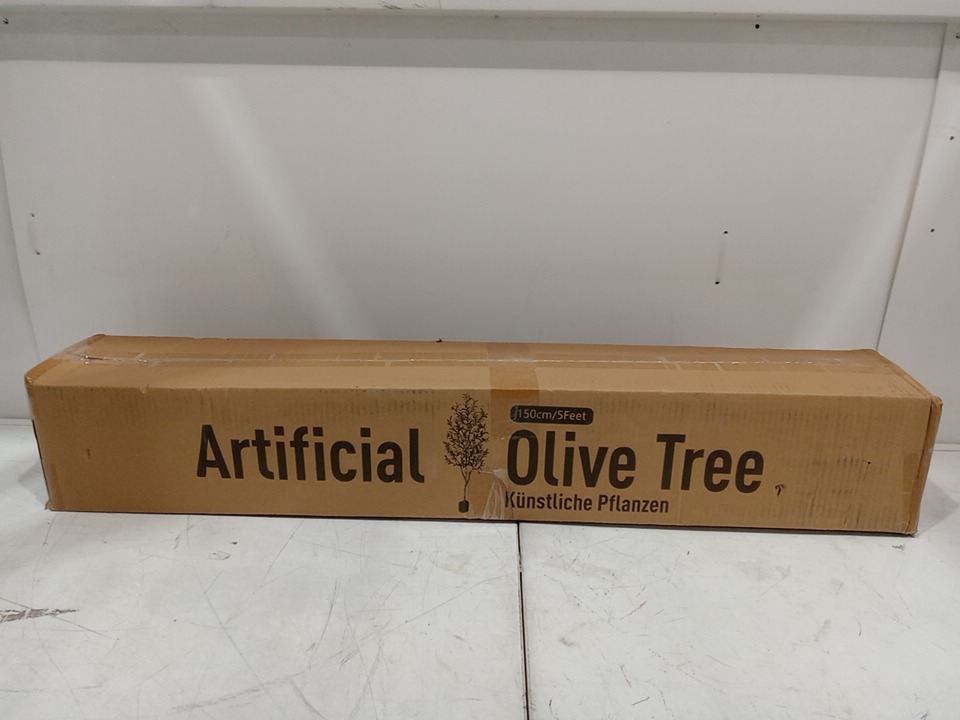 Artificial
150cm/5Feet
Olive Tree
Künstliche Pflanzen